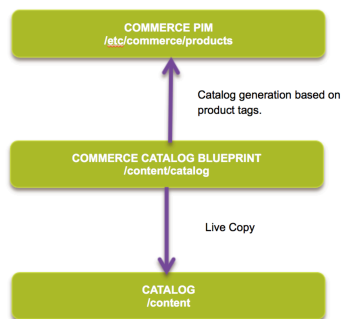 COMMERCE PIM
/etc/commerce/products
Catalog generation based on
product tags.
COMMERCE CATALOG BLUEPRINT
/content/catalog
Live Copy
CATALOG
/content